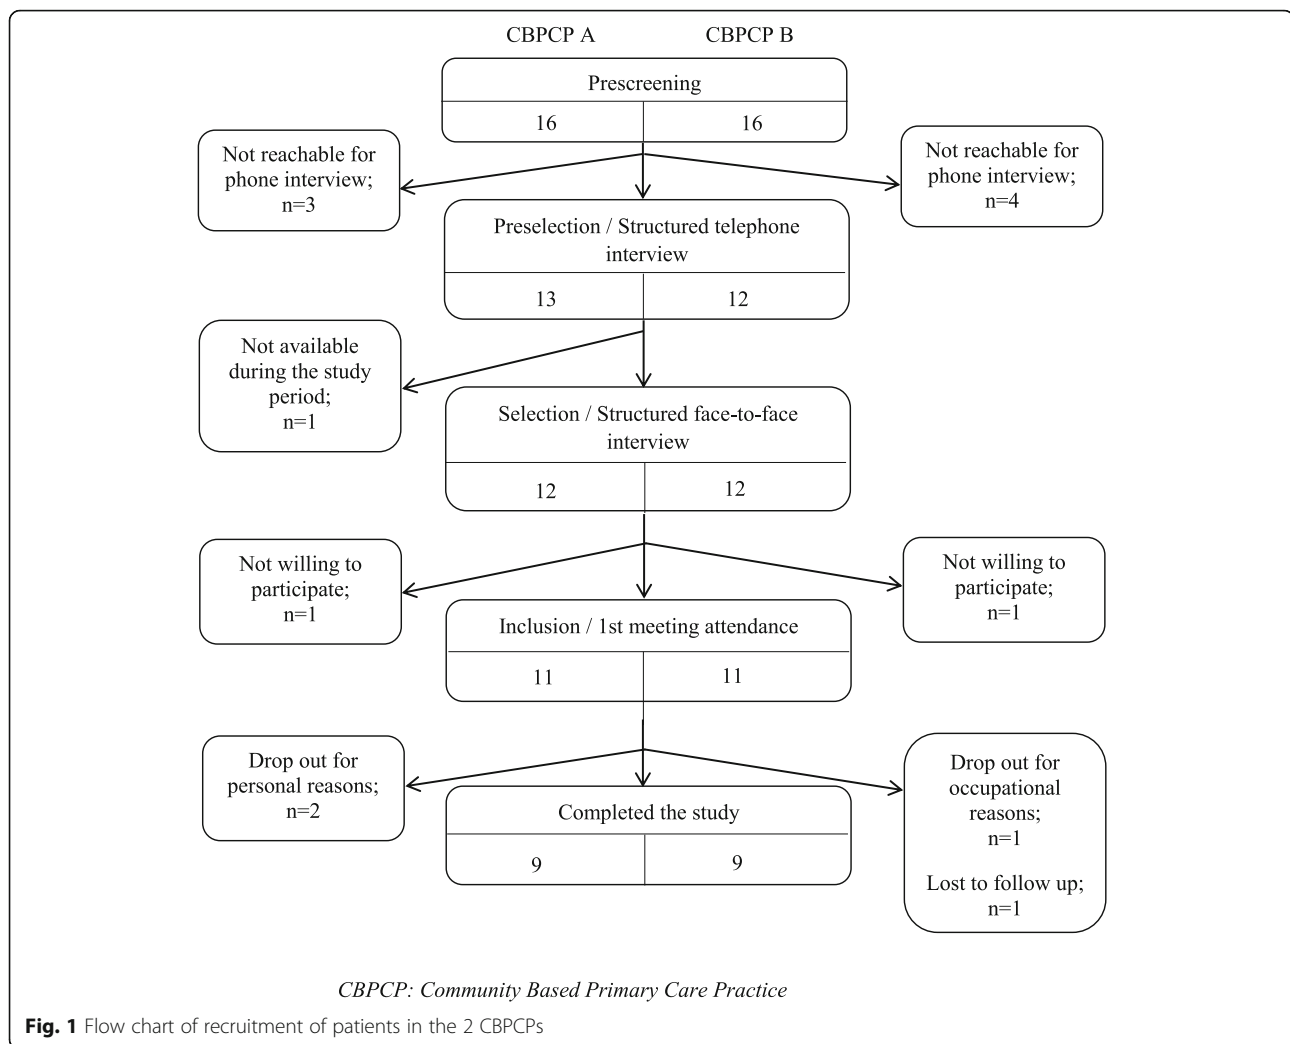 CBPCP A CBPCP B
Prescreening
16 16
Not reachable for
phone interview;
n=3
Not reachable for
phone interview;
n=4
Preselection / Structured telephone
interview
13 12
Not available
during the study
period;
n=1
Selection / Structured face-to-face
interview
12 12
Not willing to
participate;
n=1
Not willing to
participate;
n=1
Inclusion / 1st meeting attendance
11 11
Drop out for
personal reasons;
n=2
Drop out for
occupational
reasons;
n=1
Lost to follow up;
n=1
Completed the study
9 9
CBPCP: Community Based Primary Care Practice
Fig. 1 Flow chart of recruitment of patients in the 2 CBPCPs